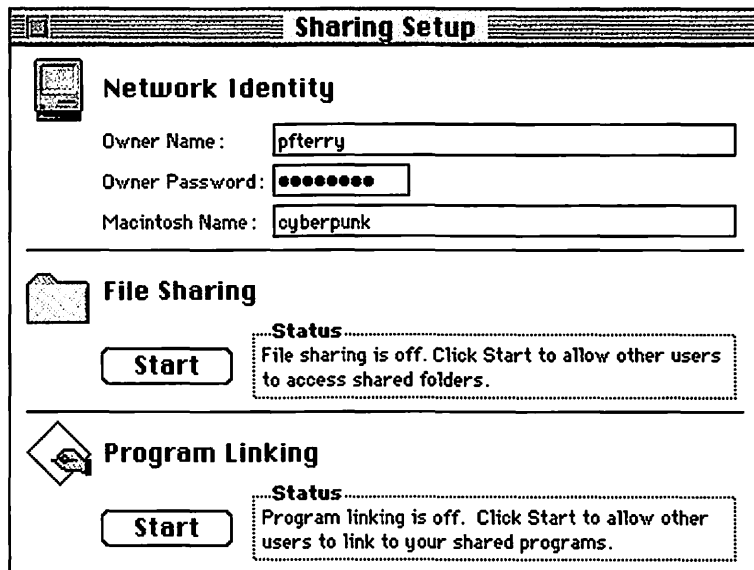 Sharing Setup
Network Identity
Owner Name: pfterry
Owner Password: ●●●●●●●●
Macintosh Name: cyberpunk
File Sharing
Status
Start
File sharing is off. Click Start to allow other users
to access shared folders.
Program Linking
Status
Start
Program linking is off. Click Start to allow other
users to link to your shared programs.